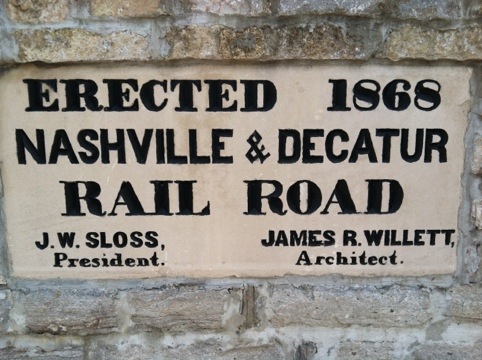 ERECTED 1868
NASHVILLE & DECATUR
RAIL ROAD
J.W. SLOSS, JAMES R. WILLETT,
President. Architect.